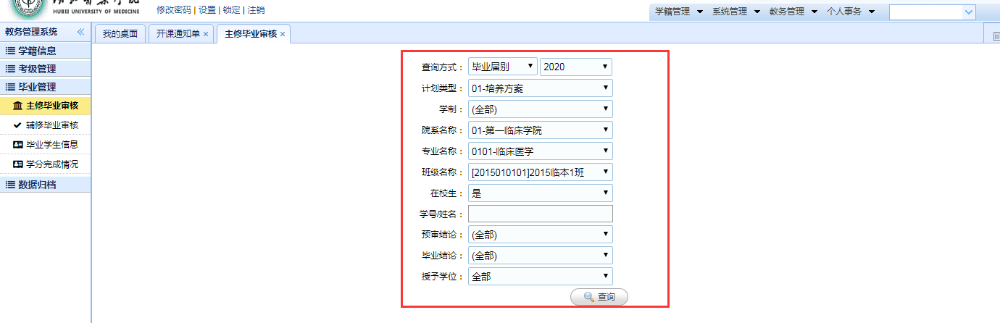 HUBEI UNIVERSITY OF MEDICINE
修改密码 | 设置 | 锁定 | 注销
学籍管理 系统管理 教务管理 个人事务
教务管理系统
我的桌面 开课通知单 × 主修毕业审核 ×
学籍信息
考级管理
毕业管理
主修毕业审核
辅修毕业审核
毕业学生信息
学分完成情况
数据归档
查询方式： 毕业届别 2020
计划类型： 01-培养方案
学制： (全部)
院系名称： 01-第一临床学院
专业名称： 0101-临床医学
班级名称： [2015010101]2015临本1班
在校生： 是
学号/姓名：
预审结论： (全部)
毕业结论： (全部)
授予学位： 全部
查询